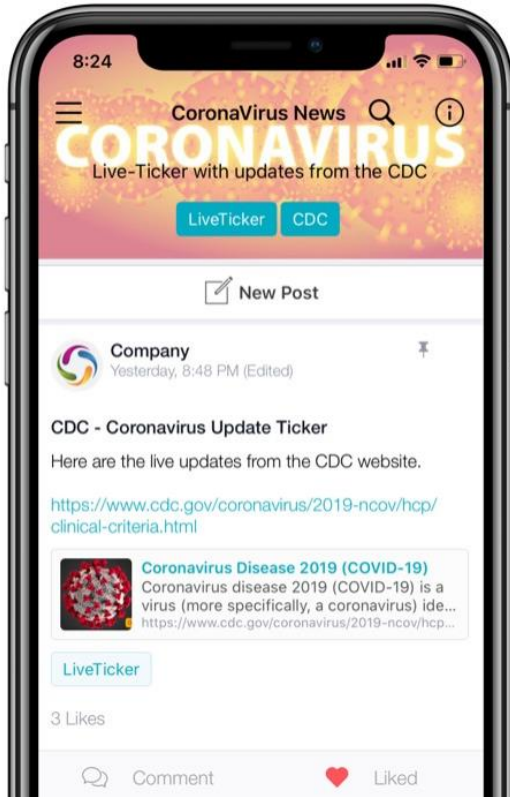 8:24
CoronaVirus News
CORONAVIRUS
Live-Ticker with updates from the CDC
LiveTicker
CDC
New Post
Company
Yesterday, 8:48 PM (Edited)
CDC - Coronavirus Update Ticker
Here are the live updates from the CDC website.
https://www.cdc.gov/coronavirus/2019-ncov/hcp/
clinical-criteria.html
Coronavirus Disease 2019 (COVID-19)
Coronavirus disease 2019 (COVID-19) is a
virus (more specifically, a coronavirus) ide...
https://www.cdc.gov/coronavirus/2019-ncov/hcp...
LiveTicker
3 Likes
Comment
Liked